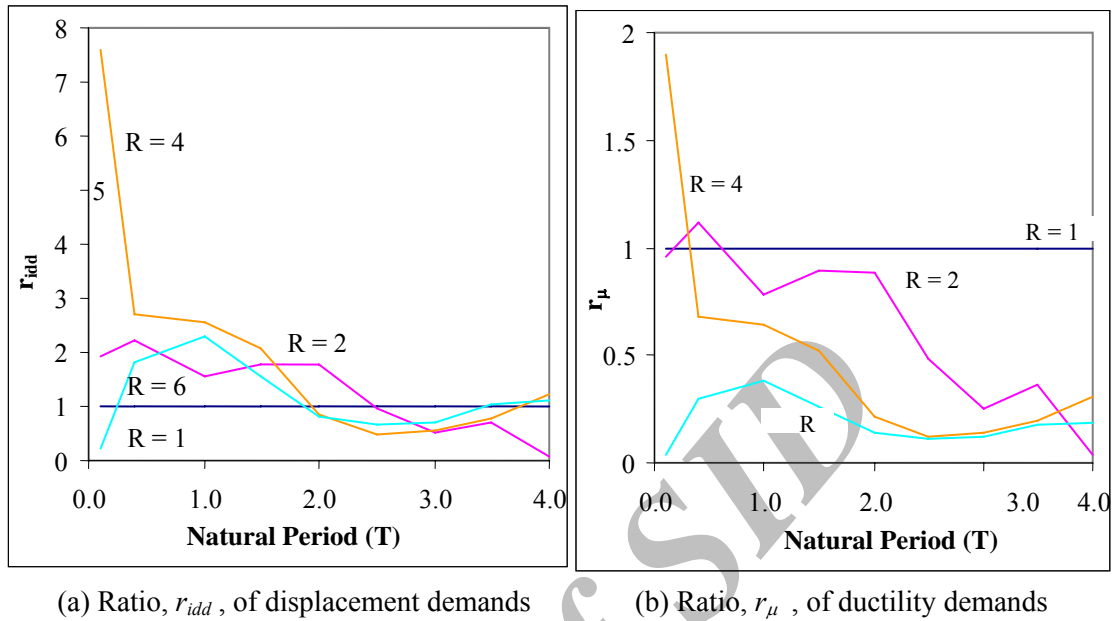 8
7
6
5
4
3
2
1
0
r_idd
R = 4
R = 2
R = 6
R = 1
0.0 1.0 2.0 3.0 4.0
Natural Period (T)
(a) Ratio, r_idd , of displacement demands
2
1.5
1
0.5
0
r_μ
R = 4
R = 1
R = 2
R
0.0 1.0 2.0 3.0 4.0
Natural Period (T)
(b) Ratio, r_μ , of ductility demands
f SID